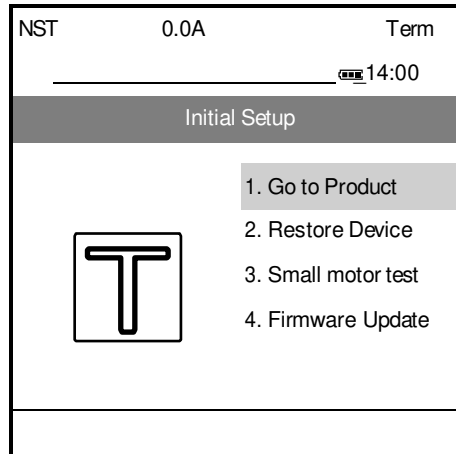 NST 0.0A Term
14:00
Initial Setup
1. Go to Product
2. Restore Device
3. Small motor test
4. Firmware Update
T